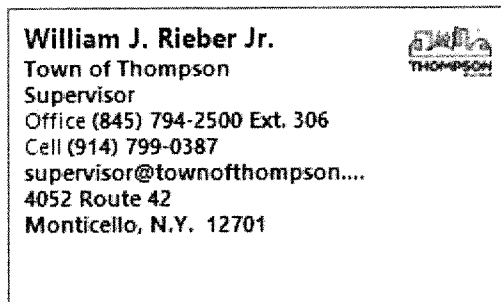 William J. Rieber Jr.
THOMPSON
Town of Thompson
Supervisor
Office (845) 794-2500 Ext. 306
Cell (914) 799-0387
supervisor@townofthompson....
4052 Route 42
Monticello, N.Y.  12701